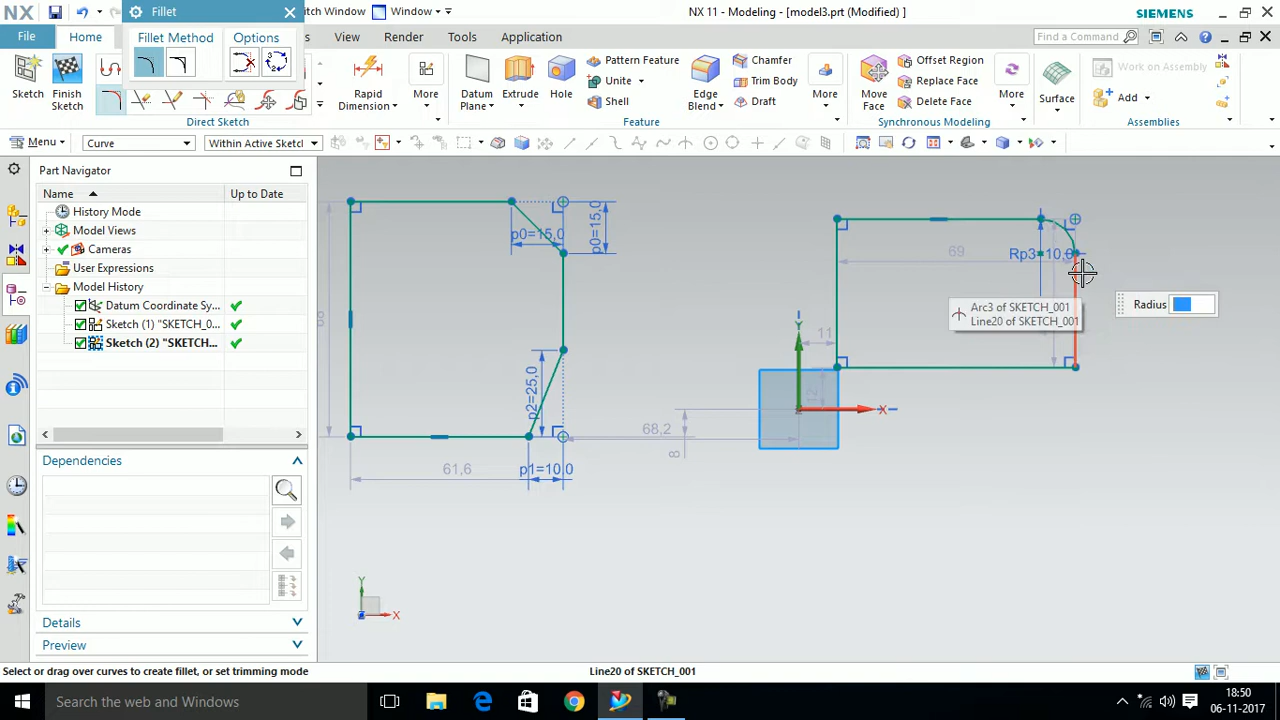 NX
Fillet
itch Window
Window
NX 11 - Modeling - [model3.prt (Modified) ]
SIEMENS
File
Home
Fillet Method
Options
View
Render
Tools
Application
Find a Command
Sketch
Finish Sketch
Rapid Dimension
More
Datum Plane
Extrude
Hole
Pattern Feature
Unite
Shell
Edge Blend
Chamfer
Trim Body
Draft
More
Move Face
Offset Region
Replace Face
Delete Face
More
Surface
Work on Assembly
Add
Direct Sketch
Feature
Synchronous Modeling
Assemblies
Menu
Curve
Within Active Sketcl
Part Navigator
Name
Up to Date
History Mode
Model Views
Cameras
User Expressions
Model History
Datum Coordinate Sy...
Sketch (1) "SKETCH_0...
Sketch (2) "SKETC...
Dependencies
Details
Preview
p0=15,0
p0=15,0
68
p2=25,0
61,6
p1=10,0
68,2
8
Rp3=10,0
69
11
12
Y
X
Arc3 of SKETCH_001
Line20 of SKETCH_001
Radius
Y
X
Select or drag over curves to create fillet, or set trimming mode
Line20 of SKETCH_001
Search the web and Windows
18:50
06-11-2017